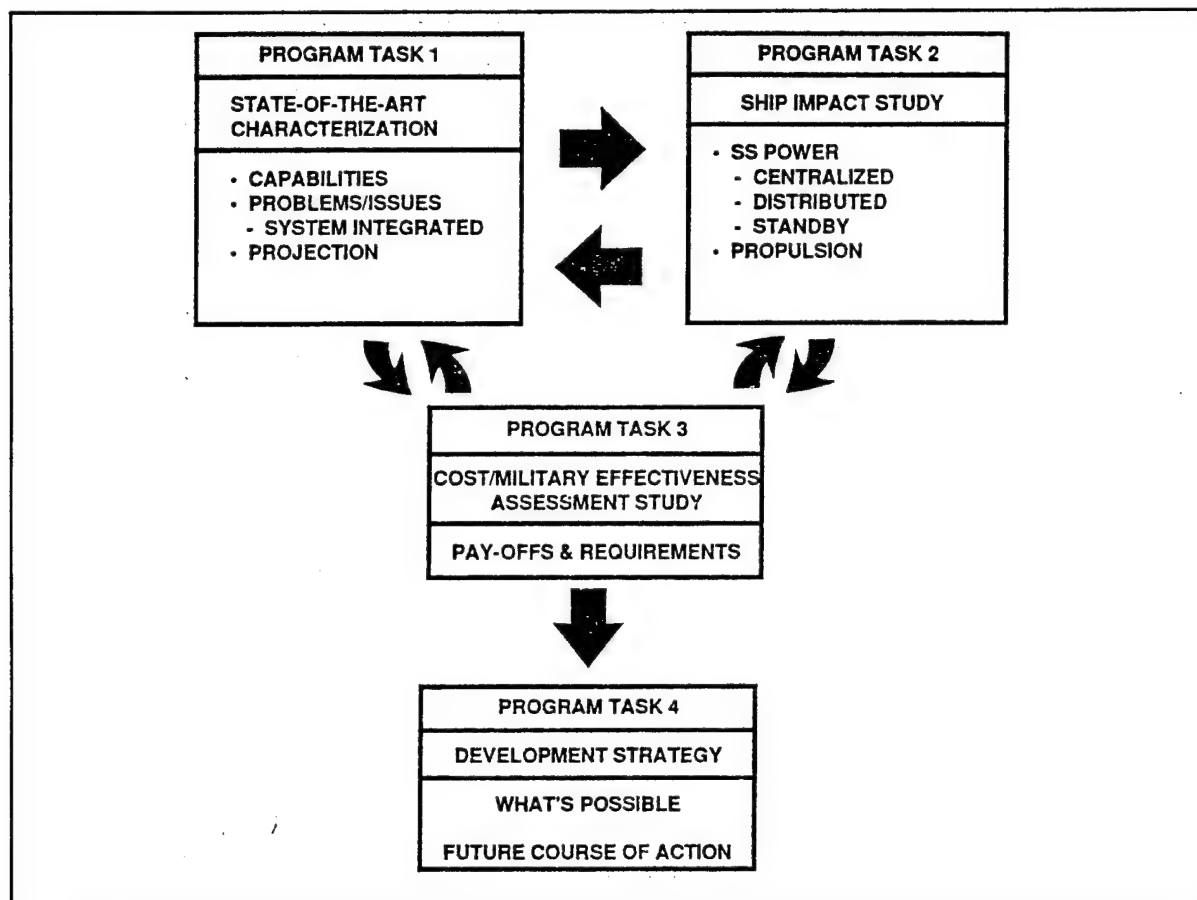 PROGRAM TASK 1
STATE-OF-THE-ART
CHARACTERIZATION
• CAPABILITIES
• PROBLEMS/ISSUES
- SYSTEM INTEGRATED
• PROJECTION
PROGRAM TASK 2
SHIP IMPACT STUDY
• SS POWER
- CENTRALIZED
- DISTRIBUTED
- STANDBY
• PROPULSION
PROGRAM TASK 3
COST/MILITARY EFFECTIVENESS
ASSESSMENT STUDY
PAY-OFFS & REQUIREMENTS
PROGRAM TASK 4
DEVELOPMENT STRATEGY
WHAT'S POSSIBLE
FUTURE COURSE OF ACTION